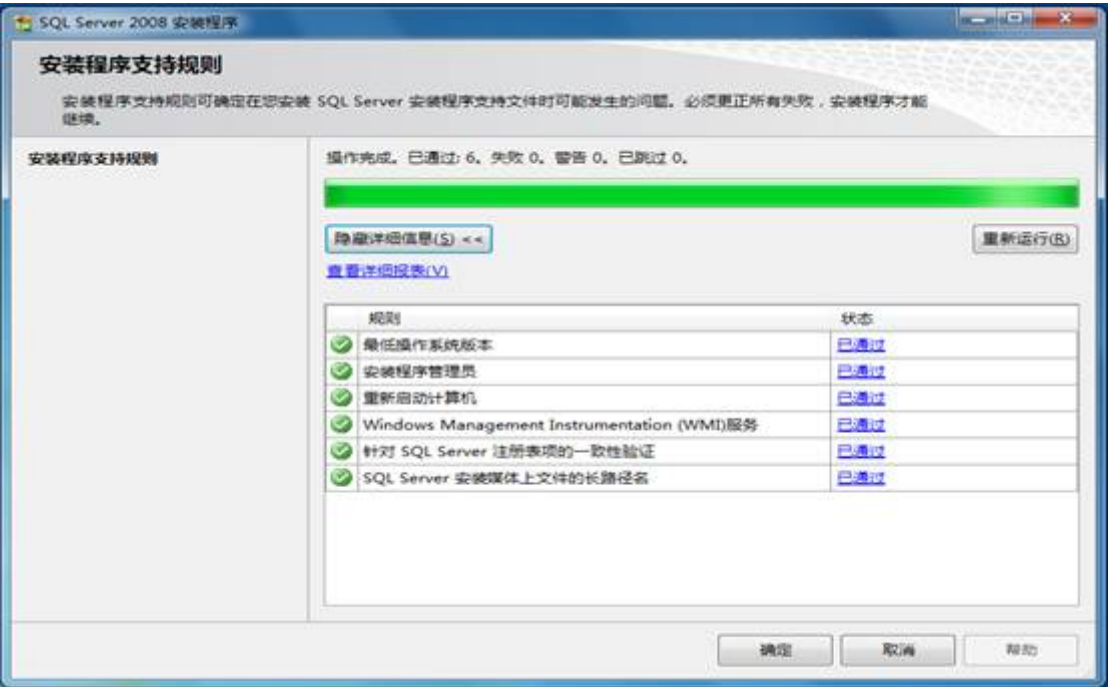 SQL Server 2008 安装程序
安装程序支持规则
安装程序支持规则可确定在您安装 SQL Server 安装程序支持文件时可能发生的问题。必须更正所有失败，安装程序才能
继续。
安装程序支持规则
操作完成。已通过: 6。失败 0。警告 0。已跳过 0。
隐藏详细信息(S) <<
重新运行(R)
查看详细报表(V)
规则 状态
最低操作系统版本 已通过
安装程序管理员 已通过
重新启动计算机 已通过
Windows Management Instrumentation (WMI)服务 已通过
针对 SQL Server 注册表项的一致性验证 已通过
SQL Server 安装媒体上文件的长路径名 已通过
确定 取消 帮助